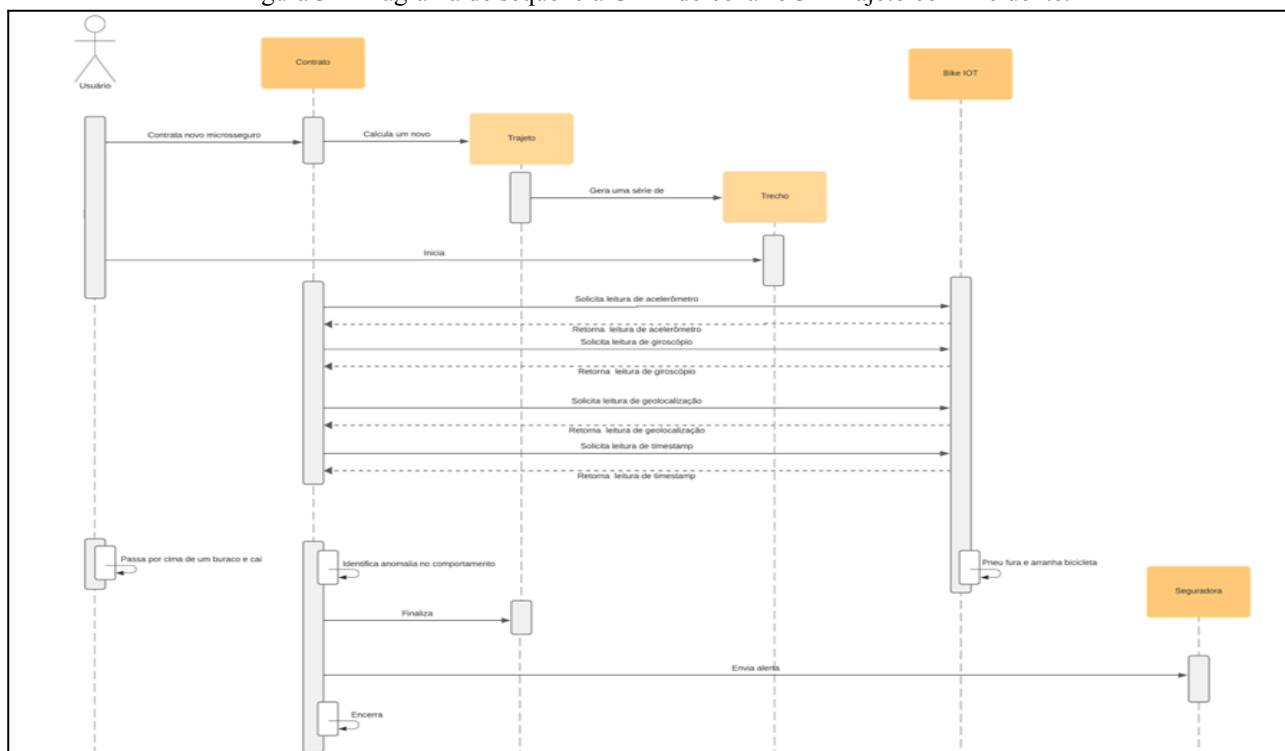 Usuário
Contrato
Bike IOT
Contrata novo microsseguro
Calcula um novo
Trajeto
Gera uma série de
Trecho
Inicia
Solicita leitura de acelerômetro
Retorna leitura de acelerômetro
Solicita leitura de giroscópio
Retorna leitura de giroscópio
Solicita leitura de geolocalização
Retorna leitura de geolocalização
Solicita leitura de timestamp
Retorna leitura de timestamp
Passa por cima de um buraco e cai
Identifica anomalia no comportamento
Pneu fura e arranha bicicleta
Seguradora
Finaliza
Envia alerta
Encerra